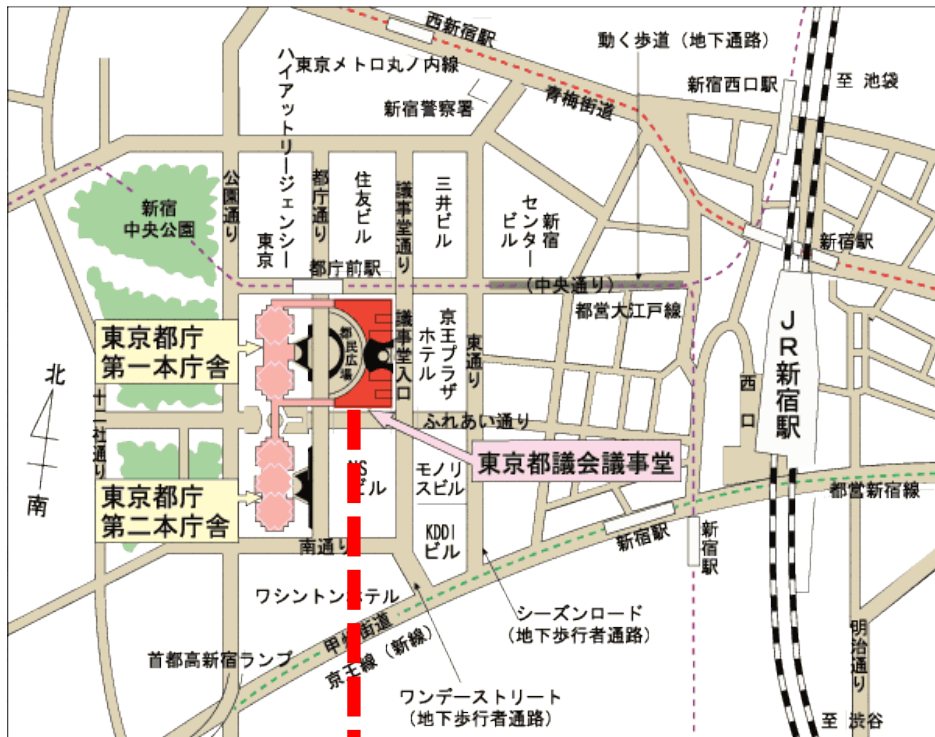 西新宿駅
動く歩道（地下通路）
東京メトロ丸ノ内線
新宿西口駅
至 池袋
新宿警察署
青梅街道
ハイアットリージェンシー
東京
公園通り
都庁通り
住友ビル
議事堂通り
三井ビル
新宿
センター
ビル
新宿
中央公園
新宿駅
都庁前駅
（中央通り）
都営大江戸線
JR新宿駅
東京都庁
第一本庁舎
都民広場
議事堂入口
京王プラザ
ホテル
東通り
西口
北
南
十二社通り
ふれあい通り
東京都議会議事堂
東京都庁
第二本庁舎
NS
ビル
モノリ
スビル
都営新宿線
KDDI
ビル
新宿駅
新宿駅
南通り
ワシントンホテル
シーズンロード
（地下歩行者通路）
甲州街道
京王線（新線）
首都高新宿ランプ
明治通り
ワンデーストリート
（地下歩行者通路）
至 渋谷